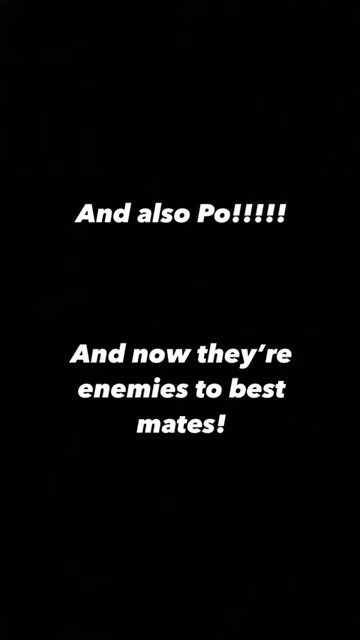 And also Po!!!!!
And now they’re
enemies to best
mates!